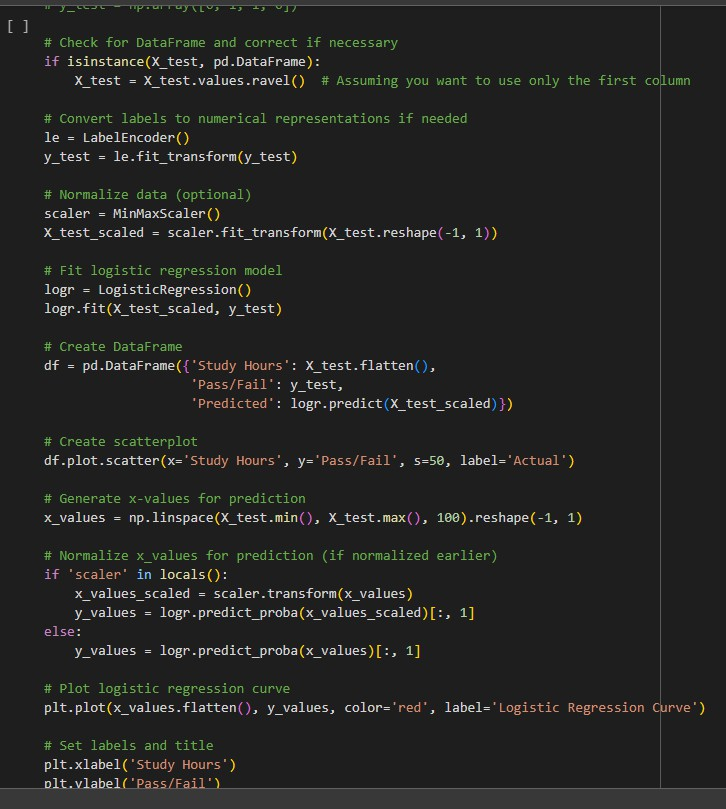 # y_test = np.array([0, 1, 1, 0])
[ ]
# Check for DataFrame and correct if necessary
if isinstance(X_test, pd.DataFrame):
    X_test = X_test.values.ravel()  # Assuming you want to use only the first column

# Convert labels to numerical representations if needed
le = LabelEncoder()
y_test = le.fit_transform(y_test)

# Normalize data (optional)
scaler = MinMaxScaler()
X_test_scaled = scaler.fit_transform(X_test.reshape(-1, 1))

# Fit logistic regression model
logr = LogisticRegression()
logr.fit(X_test_scaled, y_test)

# Create DataFrame
df = pd.DataFrame({'Study Hours': X_test.flatten(),
                   'Pass/Fail': y_test,
                   'Predicted': logr.predict(X_test_scaled)})

# Create scatterplot
df.plot.scatter(x='Study Hours', y='Pass/Fail', s=50, label='Actual')

# Generate x-values for prediction
x_values = np.linspace(X_test.min(), X_test.max(), 100).reshape(-1, 1)

# Normalize x_values for prediction (if normalized earlier)
if 'scaler' in locals():
    x_values_scaled = scaler.transform(x_values)
    y_values = logr.predict_proba(x_values_scaled)[:, 1]
else:
    y_values = logr.predict_proba(x_values)[:, 1]

# Plot logistic regression curve
plt.plot(x_values.flatten(), y_values, color='red', label='Logistic Regression Curve')

# Set labels and title
plt.xlabel('Study Hours')
plt.ylabel('Pass/Fail')